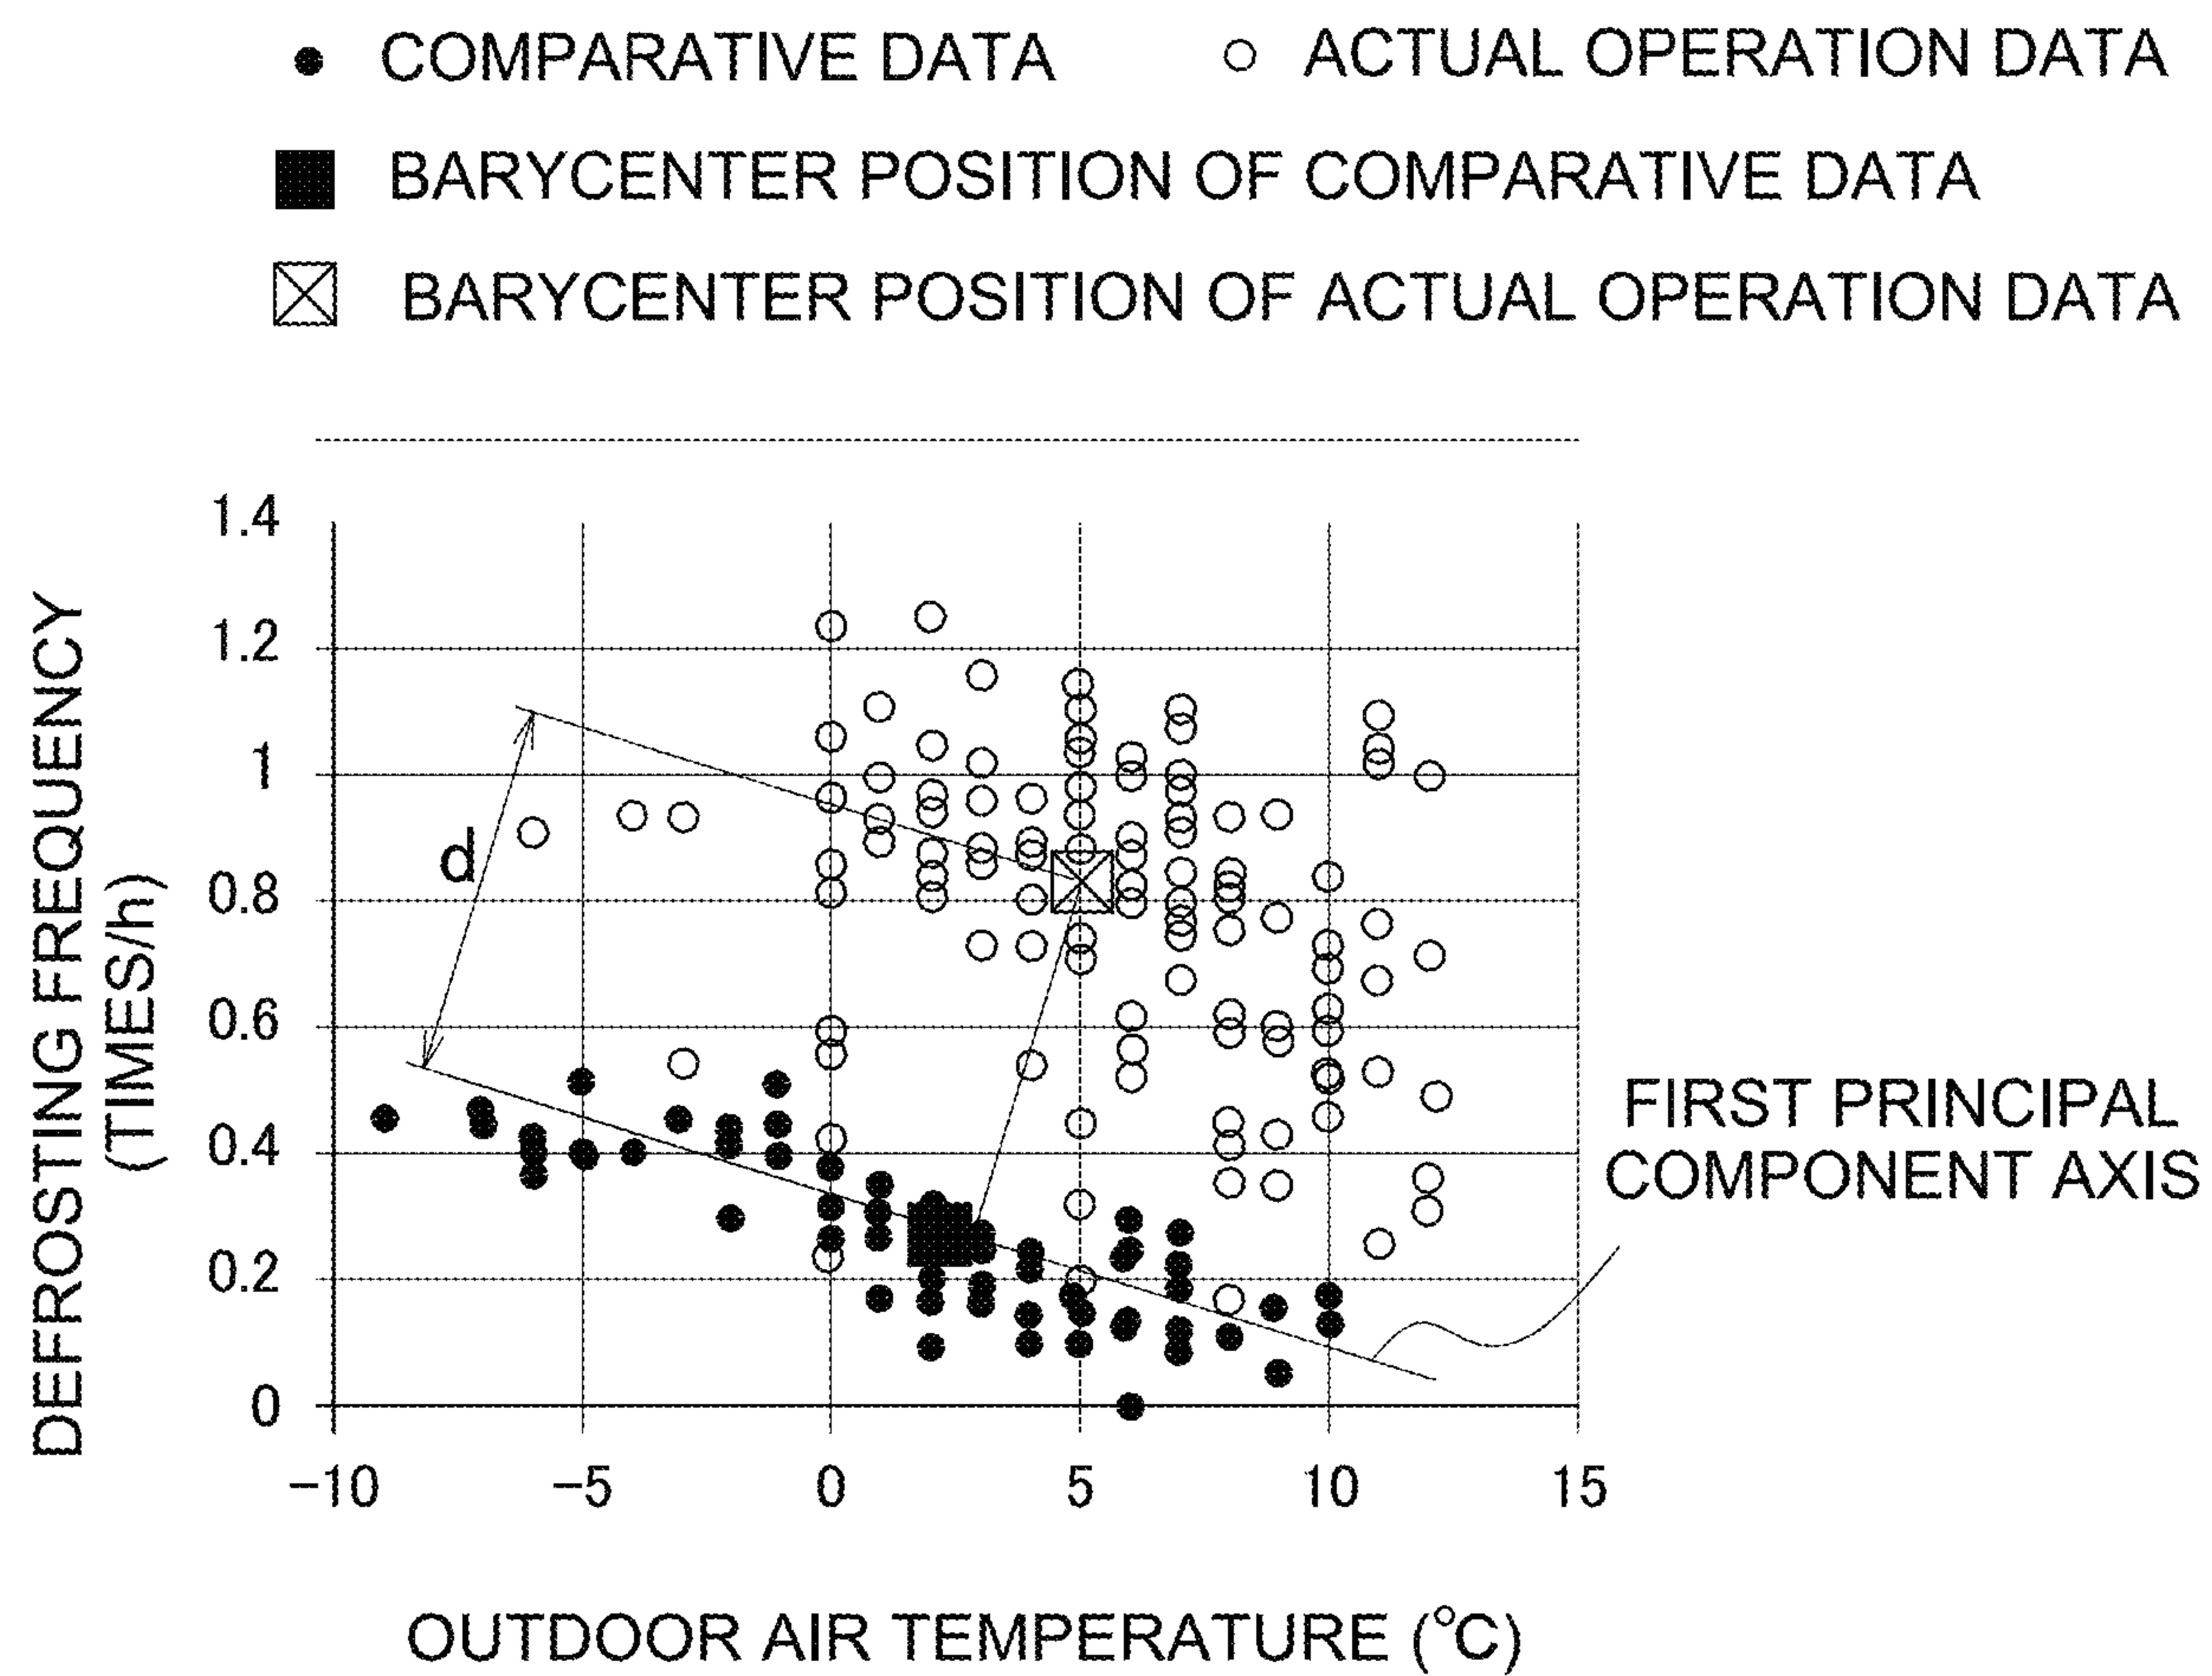 COMPARATIVE DATA
ACTUAL OPERATION DATA
BARYCENTER POSITION OF COMPARATIVE DATA
BARYCENTER POSITION OF ACTUAL OPERATION DATA
DEFROSTING FREQUENCY
(TIMES/h)
1.4
1.2
1
0.8
0.6
0.4
0.2
0
d
FIRST PRINCIPAL
COMPONENT AXIS
-10
-5
0
5
10
15
OUTDOOR AIR TEMPERATURE (°C)